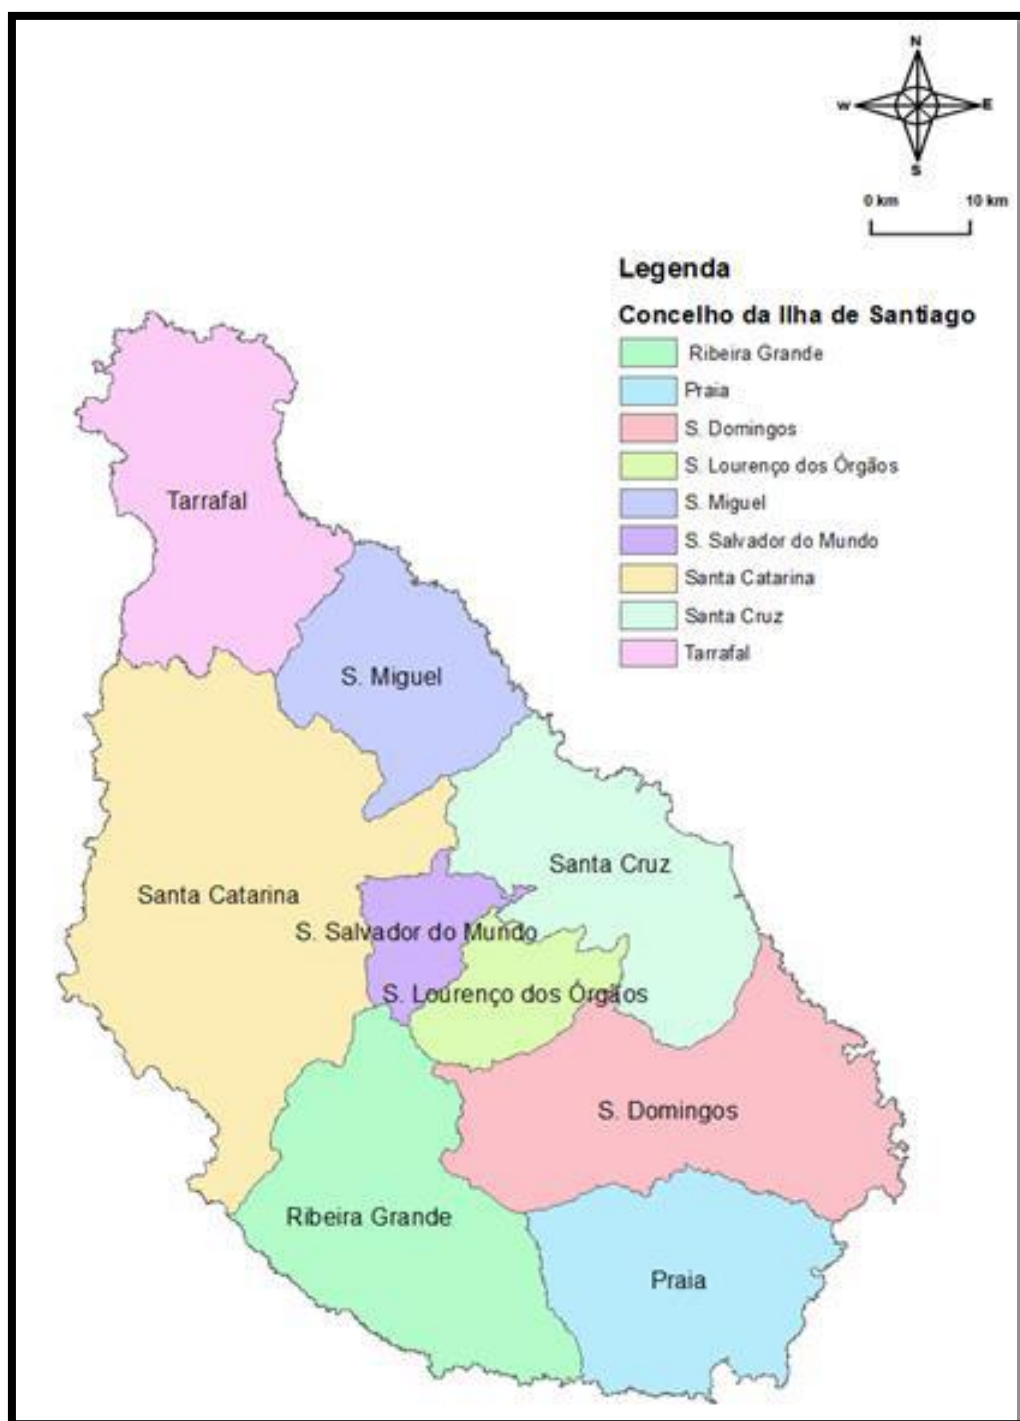 N
W E
S
0 km 10 km
Legenda
Concelho da Ilha de Santiago
Ribeira Grande
Praia
S. Domingos
S. Lourenço dos Órgãos
S. Miguel
S. Salvador do Mundo
Santa Catarina
Santa Cruz
Tarrafal
Tarrafal
S. Miguel
Santa Cruz
Santa Catarina
S. Salvador do Mundo
S. Lourenço dos Órgãos
S. Domingos
Ribeira Grande
Praia